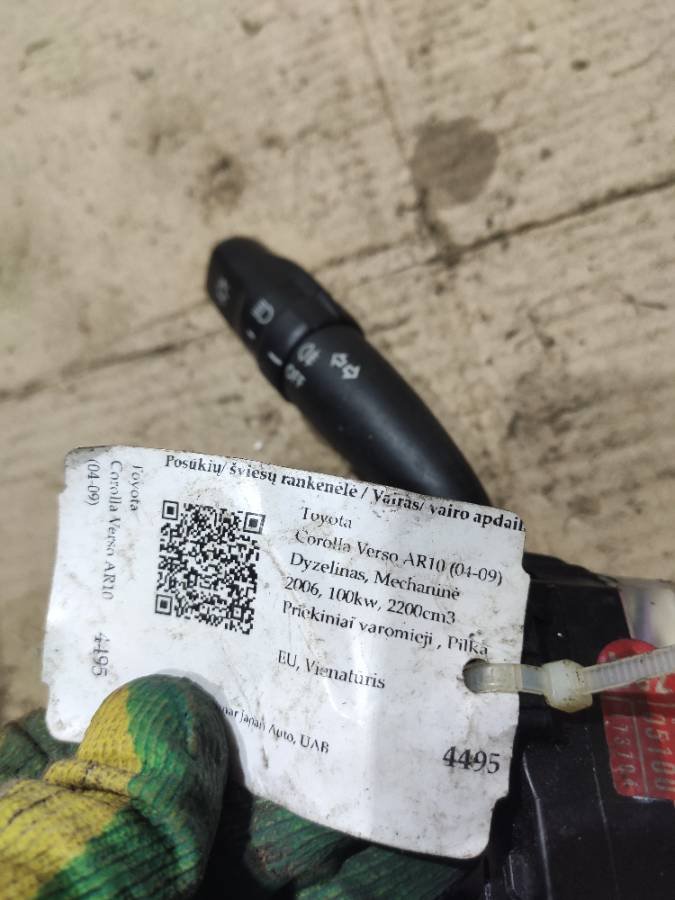 Posūkių/ šviesų rankenėlė / Vairas/ vairo apdail
Toyota
Corolla Verso AR10 (04-09)
Dyzelinas, Mechaninė
2006, 100kw, 2200cm3
Priekiniai varomieji , Pilka
EU, Vienatūris
Japan Auto, UAB
4495
Toyota
Corolla Verso AR10
(04-09)
4495
OFF